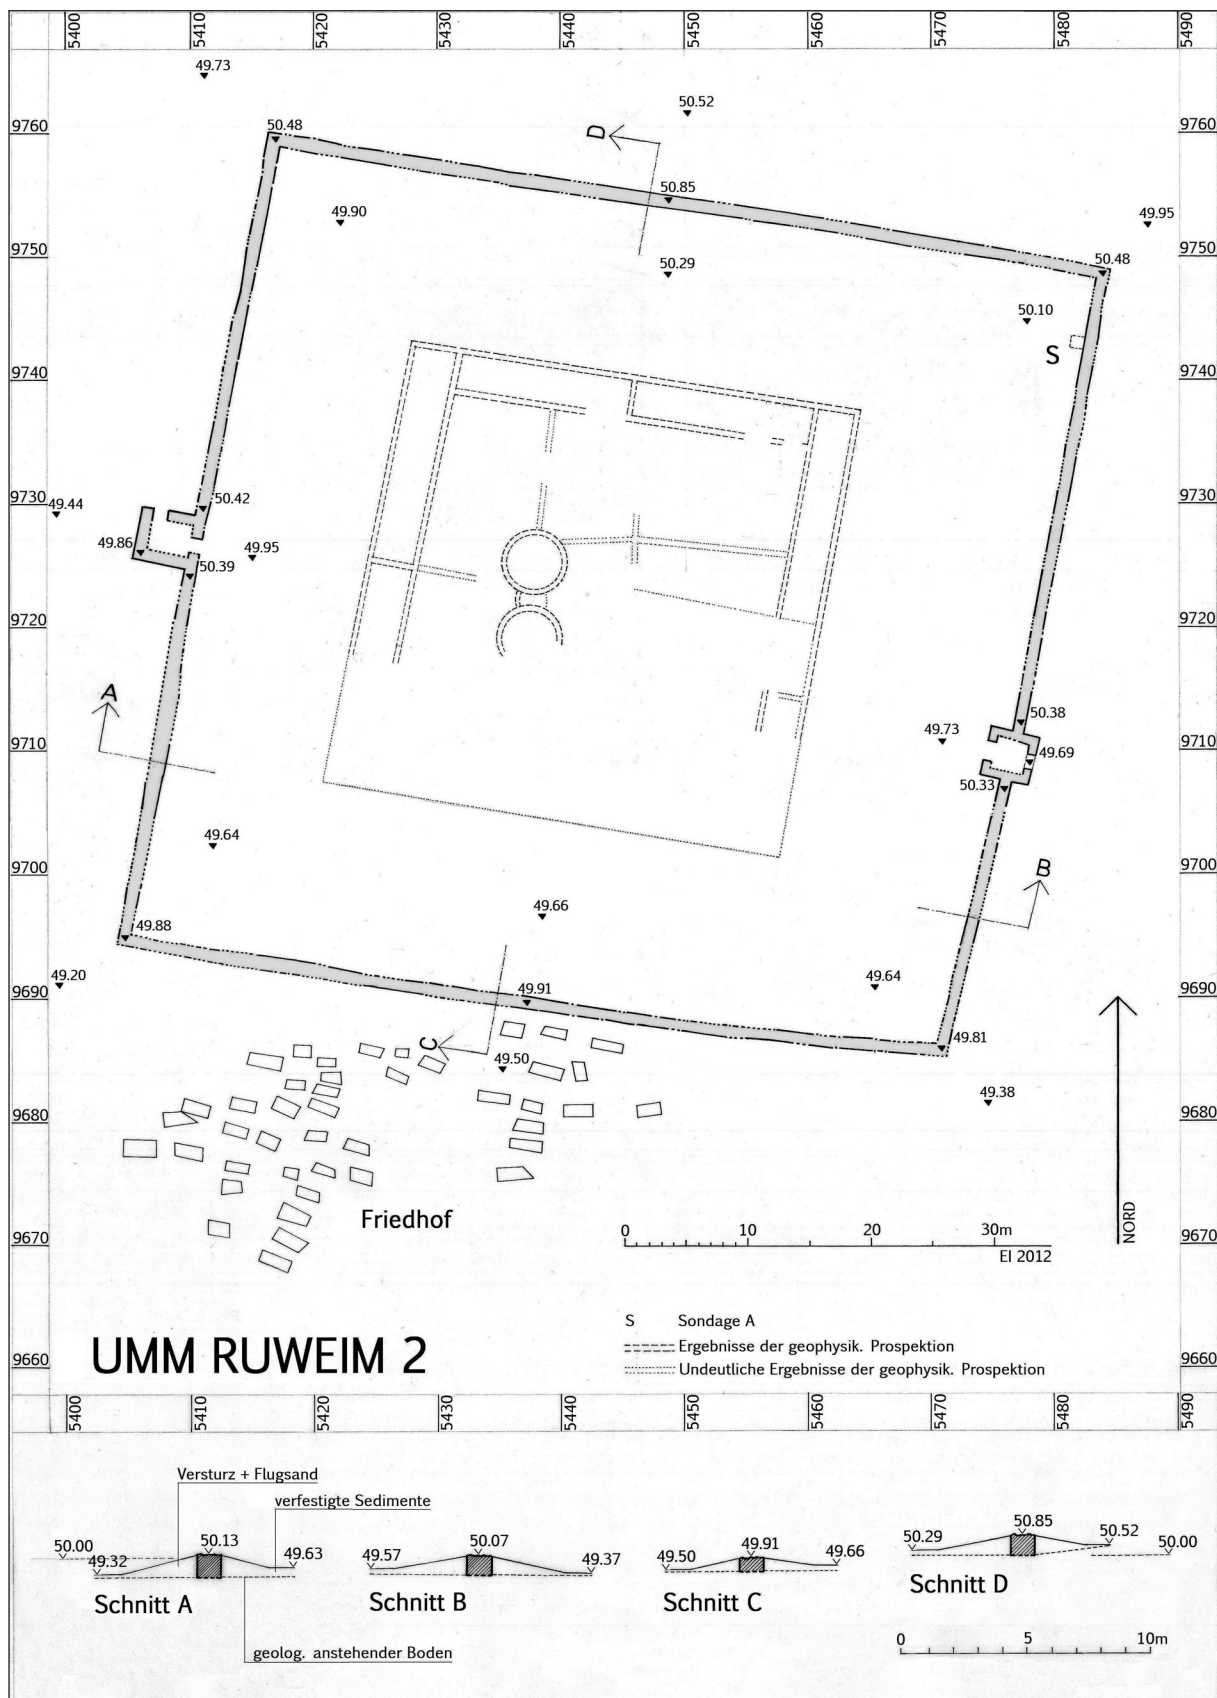 5400 5410 5420 5430 5440 5450 5460 5470 5480 5490
49.73
50.52
9760 50.48 D 9760
50.85
49.90 49.95
9750 50.29 50.48 9750
50.10
S
9740 9740
9730 50.42 9730
49.44
49.86 49.95
50.39
9720 9720
A
50.38
9710 49.73 9710
49.69
50.33
49.64
9700 B 9700
49.66
49.88
49.20 49.64
9690 49.91 9690
C 49.81
49.50
49.38
9680 9680
Friedhof
NORD
9670 0 10 20 30m 9670
EI 2012
S Sondage A
UMM RUWEIM 2
Ergebnisse der geophysik. Prospektion
9660 Undeutliche Ergebnisse der geophysik. Prospektion 9660
5400 5410 5420 5430 5440 5450 5460 5470 5480 5490
Versturz + Flugsand
verfestigte Sedimente
50.00 49.32 50.13 49.63
49.57 50.07 49.37
49.50 49.91 49.66
50.29 50.85 50.52 50.00
Schnitt A Schnitt B Schnitt C Schnitt D
geolog. anstehender Boden
0 5 10m